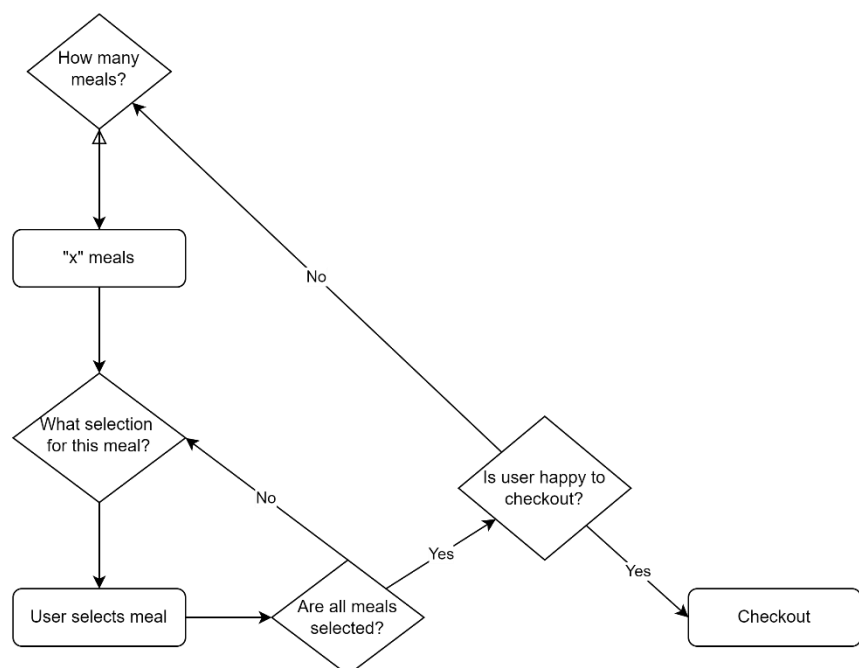 How many
meals?
"x" meals
No
What selection
for this meal?
Is user happy to
checkout?
No
Yes
Yes
User selects meal
Are all meals
selected?
Checkout